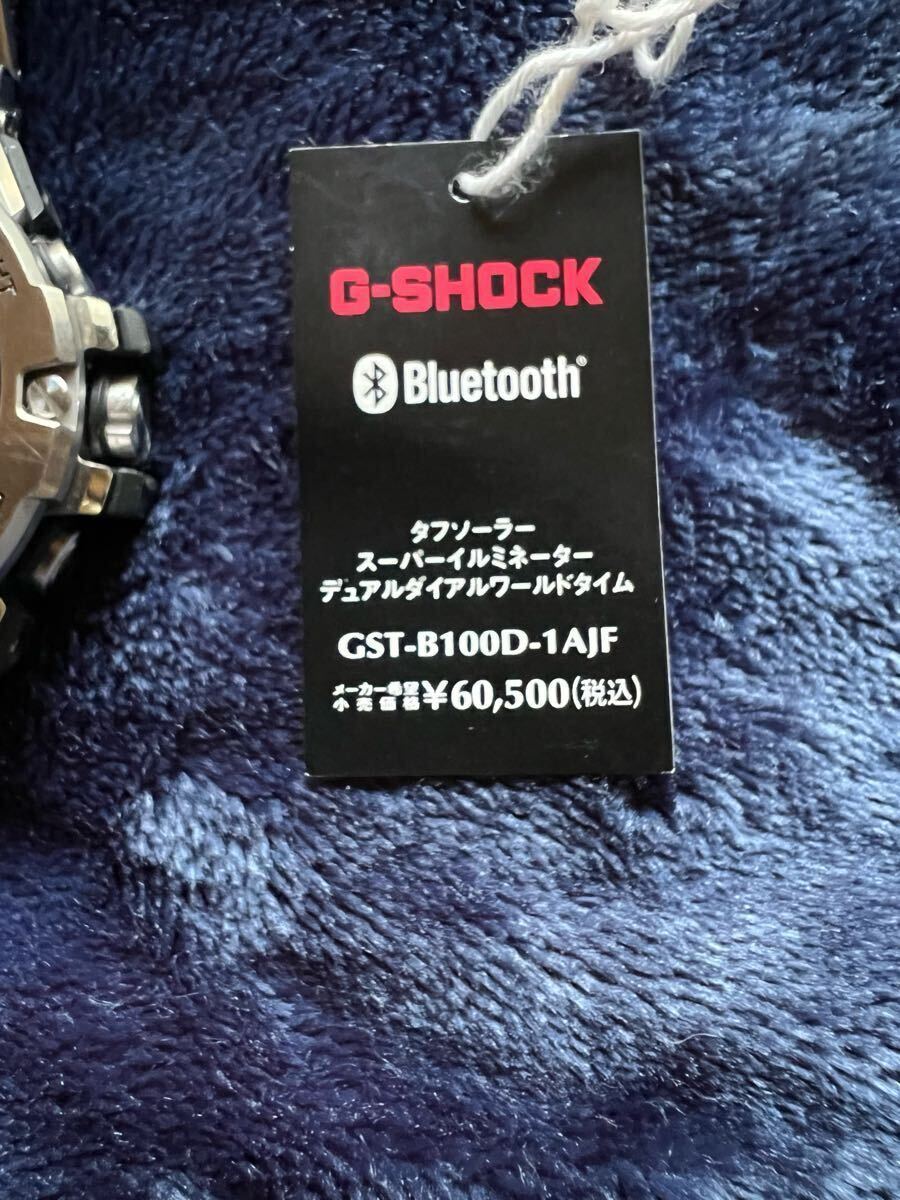 G-SHOCK
Bluetooth®
タフソーラー
スーパーイルミネーター
デュアルダイアルワールドタイム
GST-B100D-1AJF
メーカー希望小売価格¥60,500(税込)